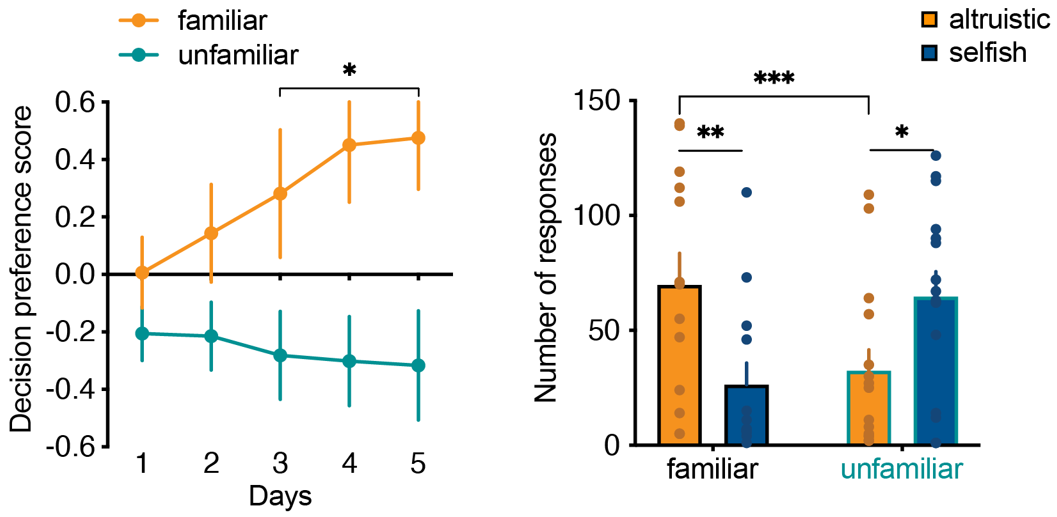 familiar
unfamiliar
*
Decision preference score
0.6
0.4
0.2
0.0
-0.2
-0.4
-0.6
1 2 3 4 5
Days
altruistic
selfish
***
** *
Number of responses
150
100
50
0
familiar unfamiliar